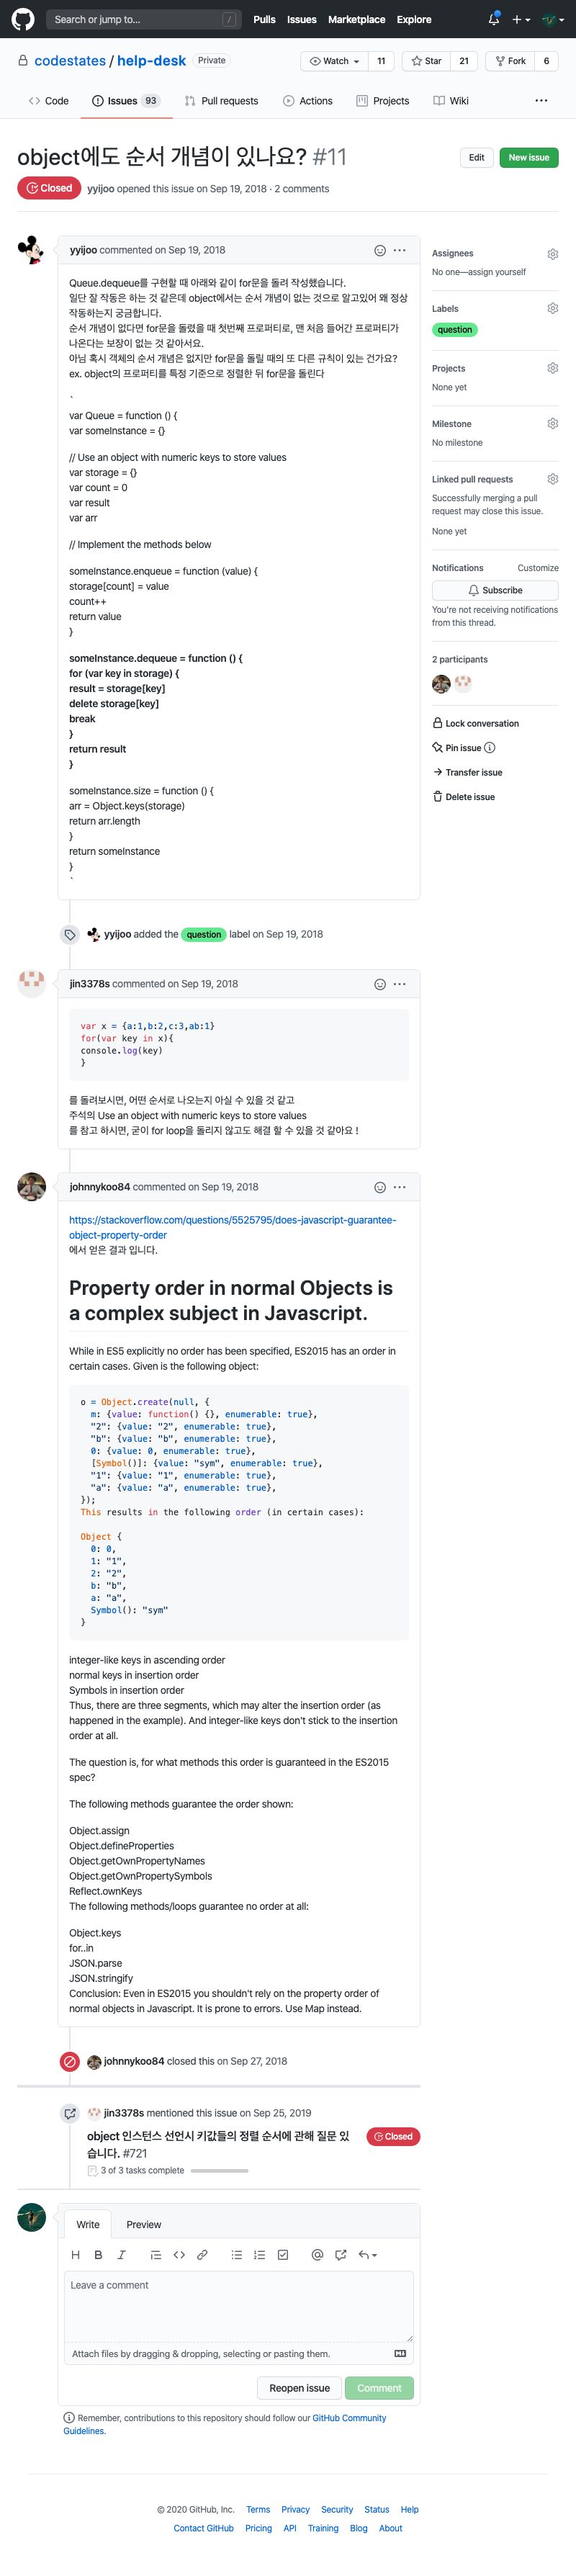 Search or jump to... /
Pulls Issues Marketplace Explore
codestates / help-desk Private
Watch 11 Star 21 Fork 6
Code Issues 93 Pull requests Actions Projects Wiki
object에도 순서 개념이 있나요? #11
Edit New issue
Closed yyijoo opened this issue on Sep 19, 2018 · 2 comments
yyijoo commented on Sep 19, 2018
Queue.dequeue를 구현할 때 아래와 같이 for문을 돌려 작성했습니다.
일단 잘 작동은 하는 것 같은데 object에서는 순서 개념이 없는 것으로 알고있어 왜 정상
작동하는지 궁금합니다.
순서 개념이 없다면 for문을 돌렸을 때 첫번째 프로퍼티로, 맨 처음 들어간 프로퍼티가
나온다는 보장이 없는 것 같아서요.
아님 혹시 객체의 순서 개념은 없지만 for문을 돌릴 때의 또 다른 규칙이 있는 건가요?
ex. object의 프로퍼티를 특정 기준으로 정렬한 뒤 for문을 돌린다
`
var Queue = function () {
var someInstance = {}
// Use an object with numeric keys to store values
var storage = {}
var count = 0
var result
var arr
// Implement the methods below
someInstance.enqueue = function (value) {
storage[count] = value
count++
return value
}
someInstance.dequeue = function () {
for (var key in storage) {
result = storage[key]
delete storage[key]
break
}
return result
}
someInstance.size = function () {
arr = Object.keys(storage)
return arr.length
}
return someInstance
}
`
Assignees
No one—assign yourself
Labels
question
Projects
None yet
Milestone
No milestone
Linked pull requests
Successfully merging a pull
request may close this issue.
None yet
Notifications Customize
Subscribe
You're not receiving notifications
from this thread.
2 participants
Lock conversation
Pin issue
Transfer issue
Delete issue
yyijoo added the question label on Sep 19, 2018
jin3378s commented on Sep 19, 2018
var x = {a:1,b:2,c:3,ab:1}
for(var key in x){
console.log(key)
}
를 돌려보시면, 어떤 순서로 나오는지 아실 수 있을 것 같고
주석의 Use an object with numeric keys to store values
를 참고 하시면, 굳이 for loop을 돌리지 않고도 해결 할 수 있을 것 같아요 !
johnnykoo84 commented on Sep 19, 2018
https://stackoverflow.com/questions/5525795/does-javascript-guarantee-
object-property-order
에서 얻은 결과 입니다.
Property order in normal Objects is
a complex subject in Javascript.
While in ES5 explicitly no order has been specified, ES2015 has an order in
certain cases. Given is the following object:
o = Object.create(null, {
m: {value: function() {}, enumerable: true},
"2": {value: "2", enumerable: true},
"b": {value: "b", enumerable: true},
0: {value: 0, enumerable: true},
[Symbol()]: {value: "sym", enumerable: true},
"1": {value: "1", enumerable: true},
"a": {value: "a", enumerable: true},
});
This results in the following order (in certain cases):
Object {
0: 0,
1: "1",
2: "2",
b: "b",
a: "a",
Symbol(): "sym"
}
integer-like keys in ascending order
normal keys in insertion order
Symbols in insertion order
Thus, there are three segments, which may alter the insertion order (as
happened in the example). And integer-like keys don't stick to the insertion
order at all.
The question is, for what methods this order is guaranteed in the ES2015
spec?
The following methods guarantee the order shown:
Object.assign
Object.defineProperties
Object.getOwnPropertyNames
Object.getOwnPropertySymbols
Reflect.ownKeys
The following methods/loops guarantee no order at all:
Object.keys
for..in
JSON.parse
JSON.stringify
Conclusion: Even in ES2015 you shouldn't rely on the property order of
normal objects in Javascript. It is prone to errors. Use Map instead.
johnnykoo84 closed this on Sep 27, 2018
jin3378s mentioned this issue on Sep 25, 2019
object 인스턴스 선언시 키값들의 정렬 순서에 관해 질문 있
습니다. #721
Closed
3 of 3 tasks complete
Write Preview
Leave a comment
Attach files by dragging & dropping, selecting or pasting them.
Reopen issue Comment
Remember, contributions to this repository should follow our GitHub Community
Guidelines.
© 2020 GitHub, Inc. Terms Privacy Security Status Help
Contact GitHub Pricing API Training Blog About